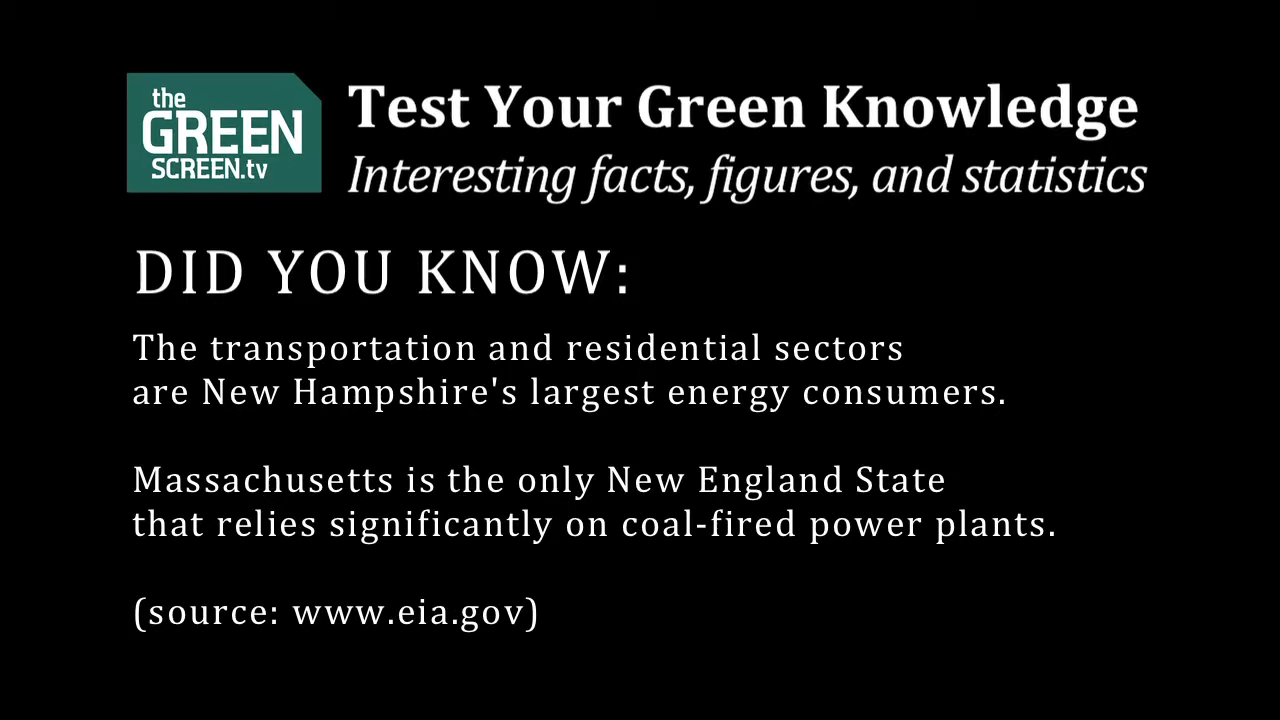 the
GREEN
SCREEN.tv
Test Your Green Knowledge
Interesting facts, figures, and statistics
DID YOU KNOW:
The transportation and residential sectors
are New Hampshire's largest energy consumers.
Massachusetts is the only New England State
that relies significantly on coal-fired power plants.
(source: www.eia.gov)